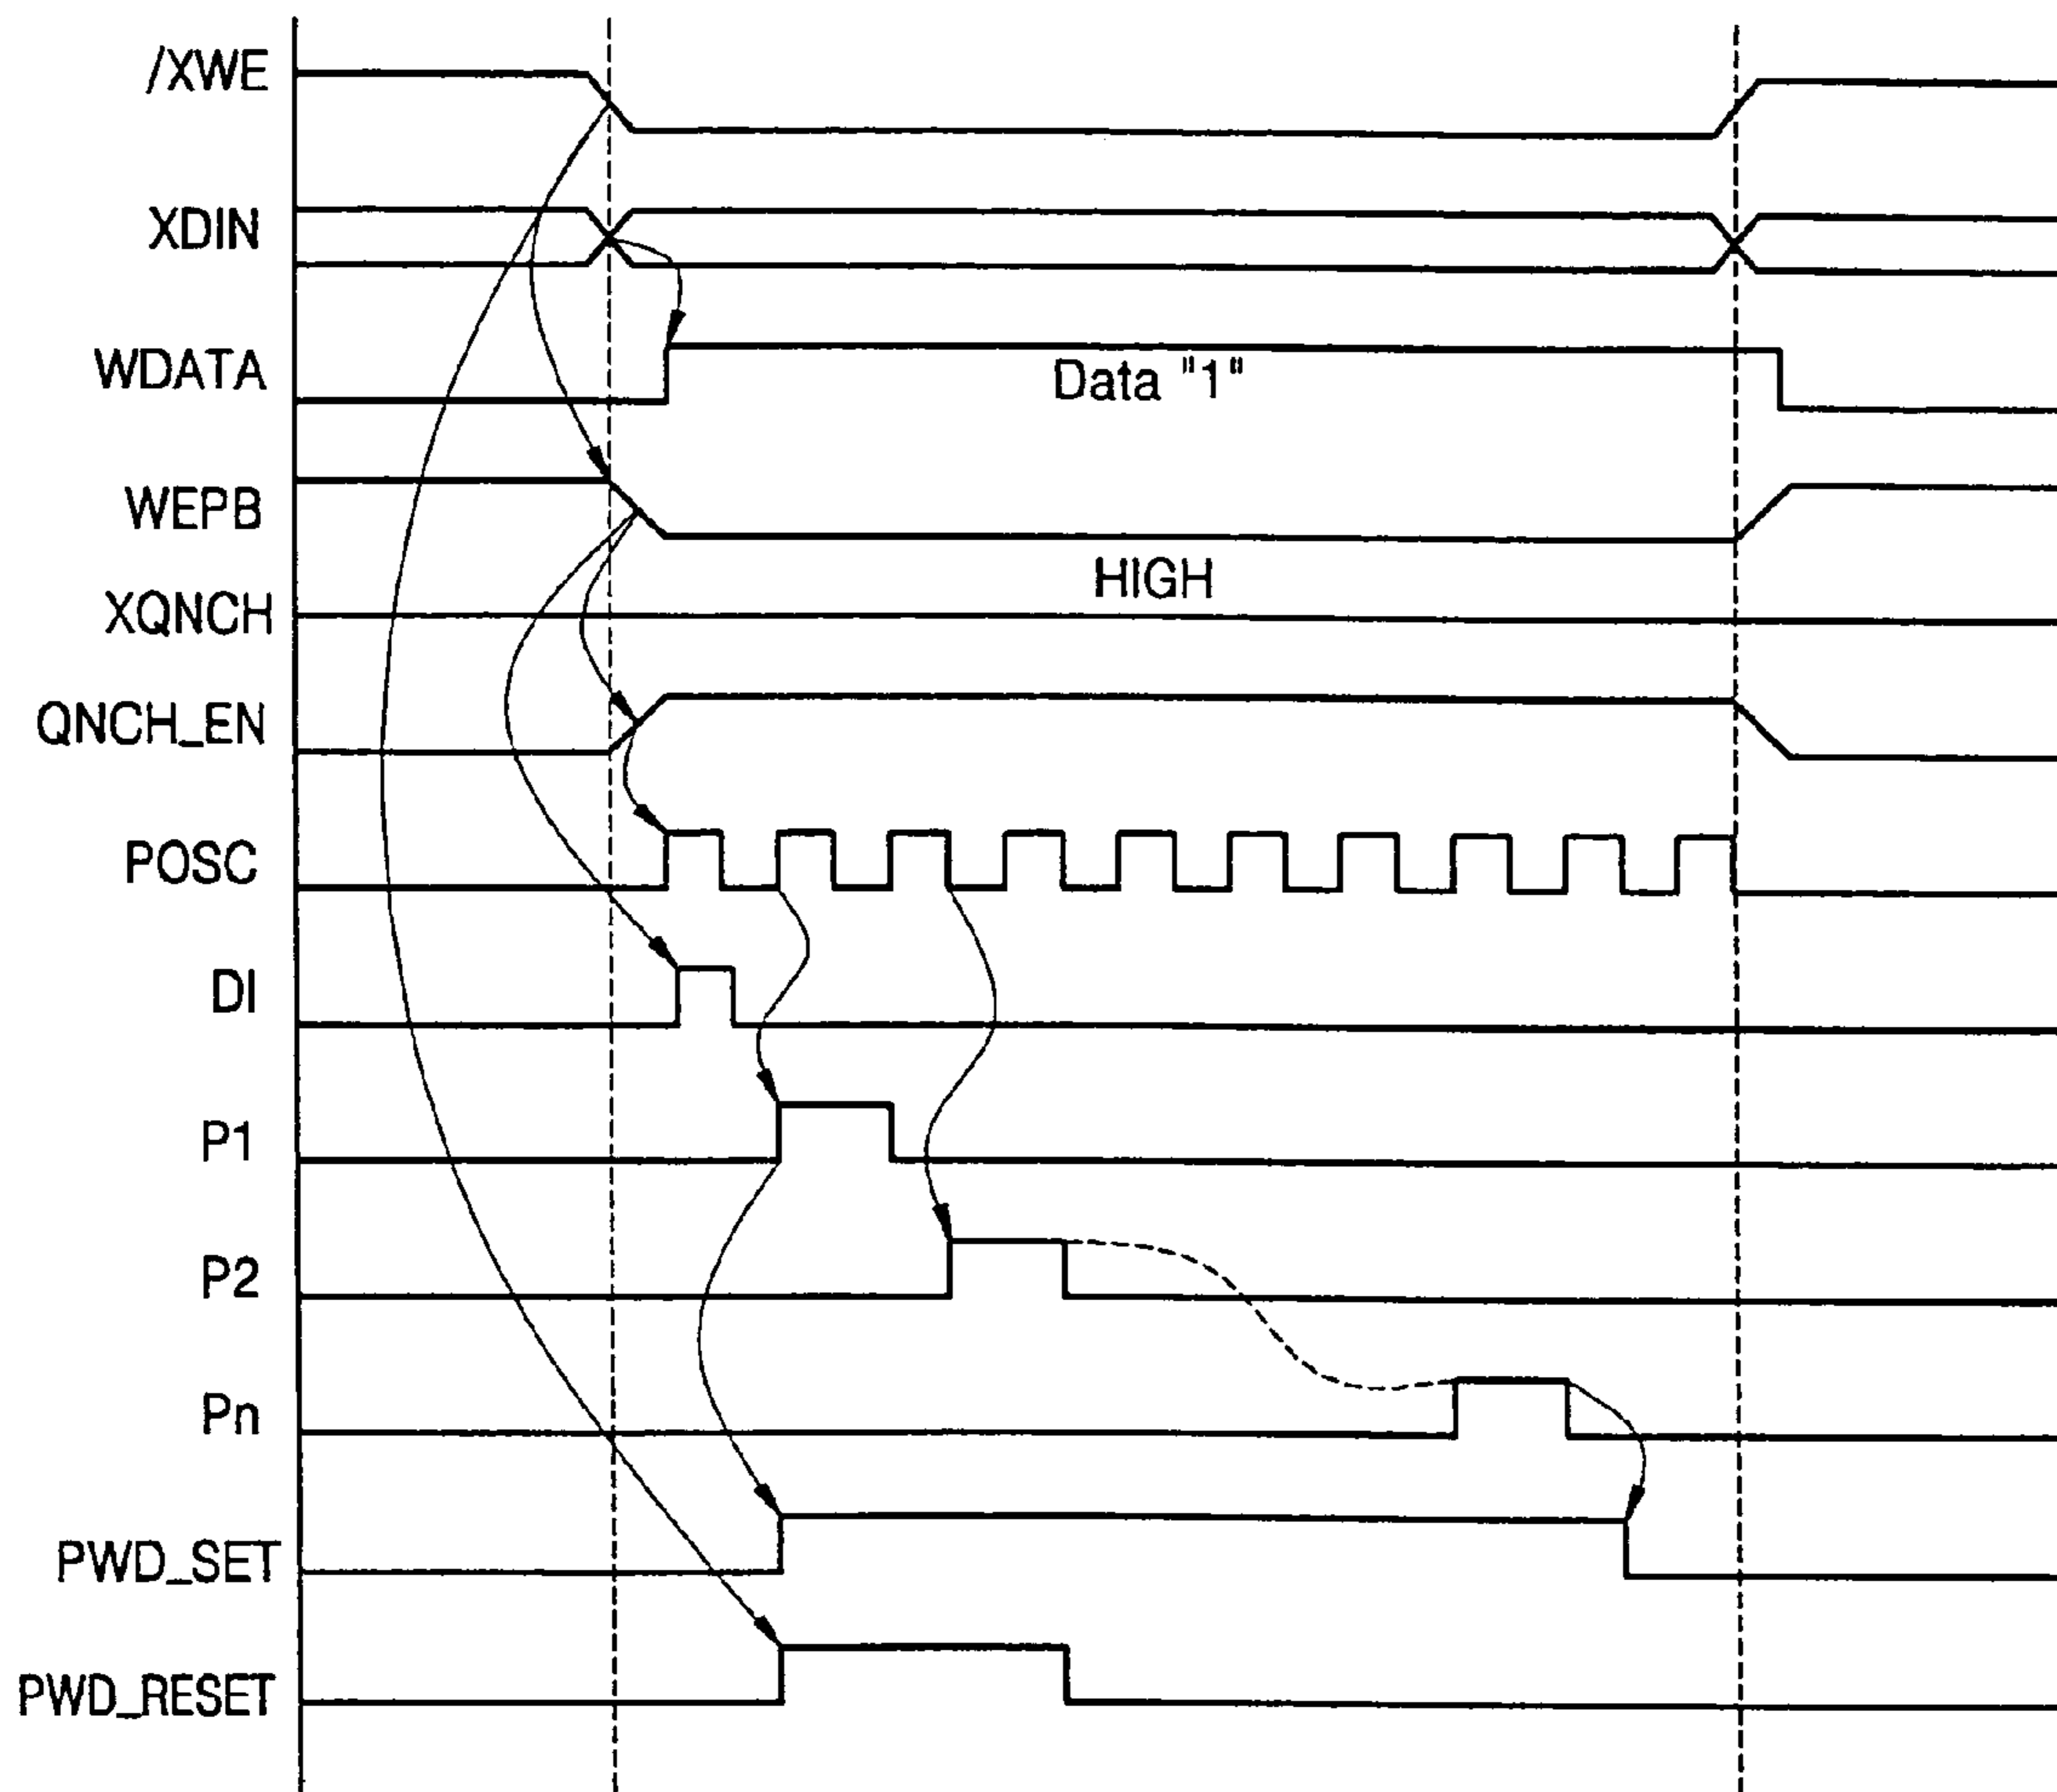 /XWE
XDIN
WDATA
Data "1"
WEPB
HIGH
XQNCH
QNCH_EN
POSC
DI
P1
P2
Pn
PWD_SET
PWD_RESET